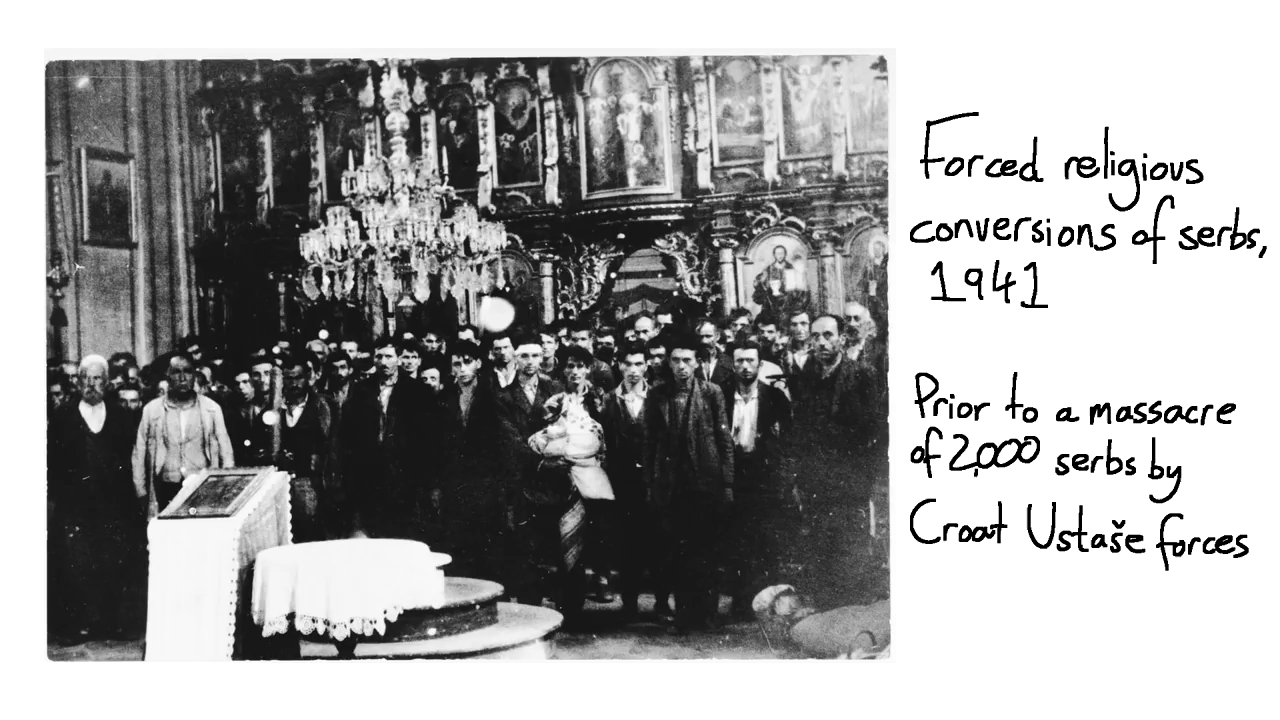 Forced religious
conversions of serbs,
1941
Prior to a massacre
of 2,000 serbs by
Croat Ustaše forces